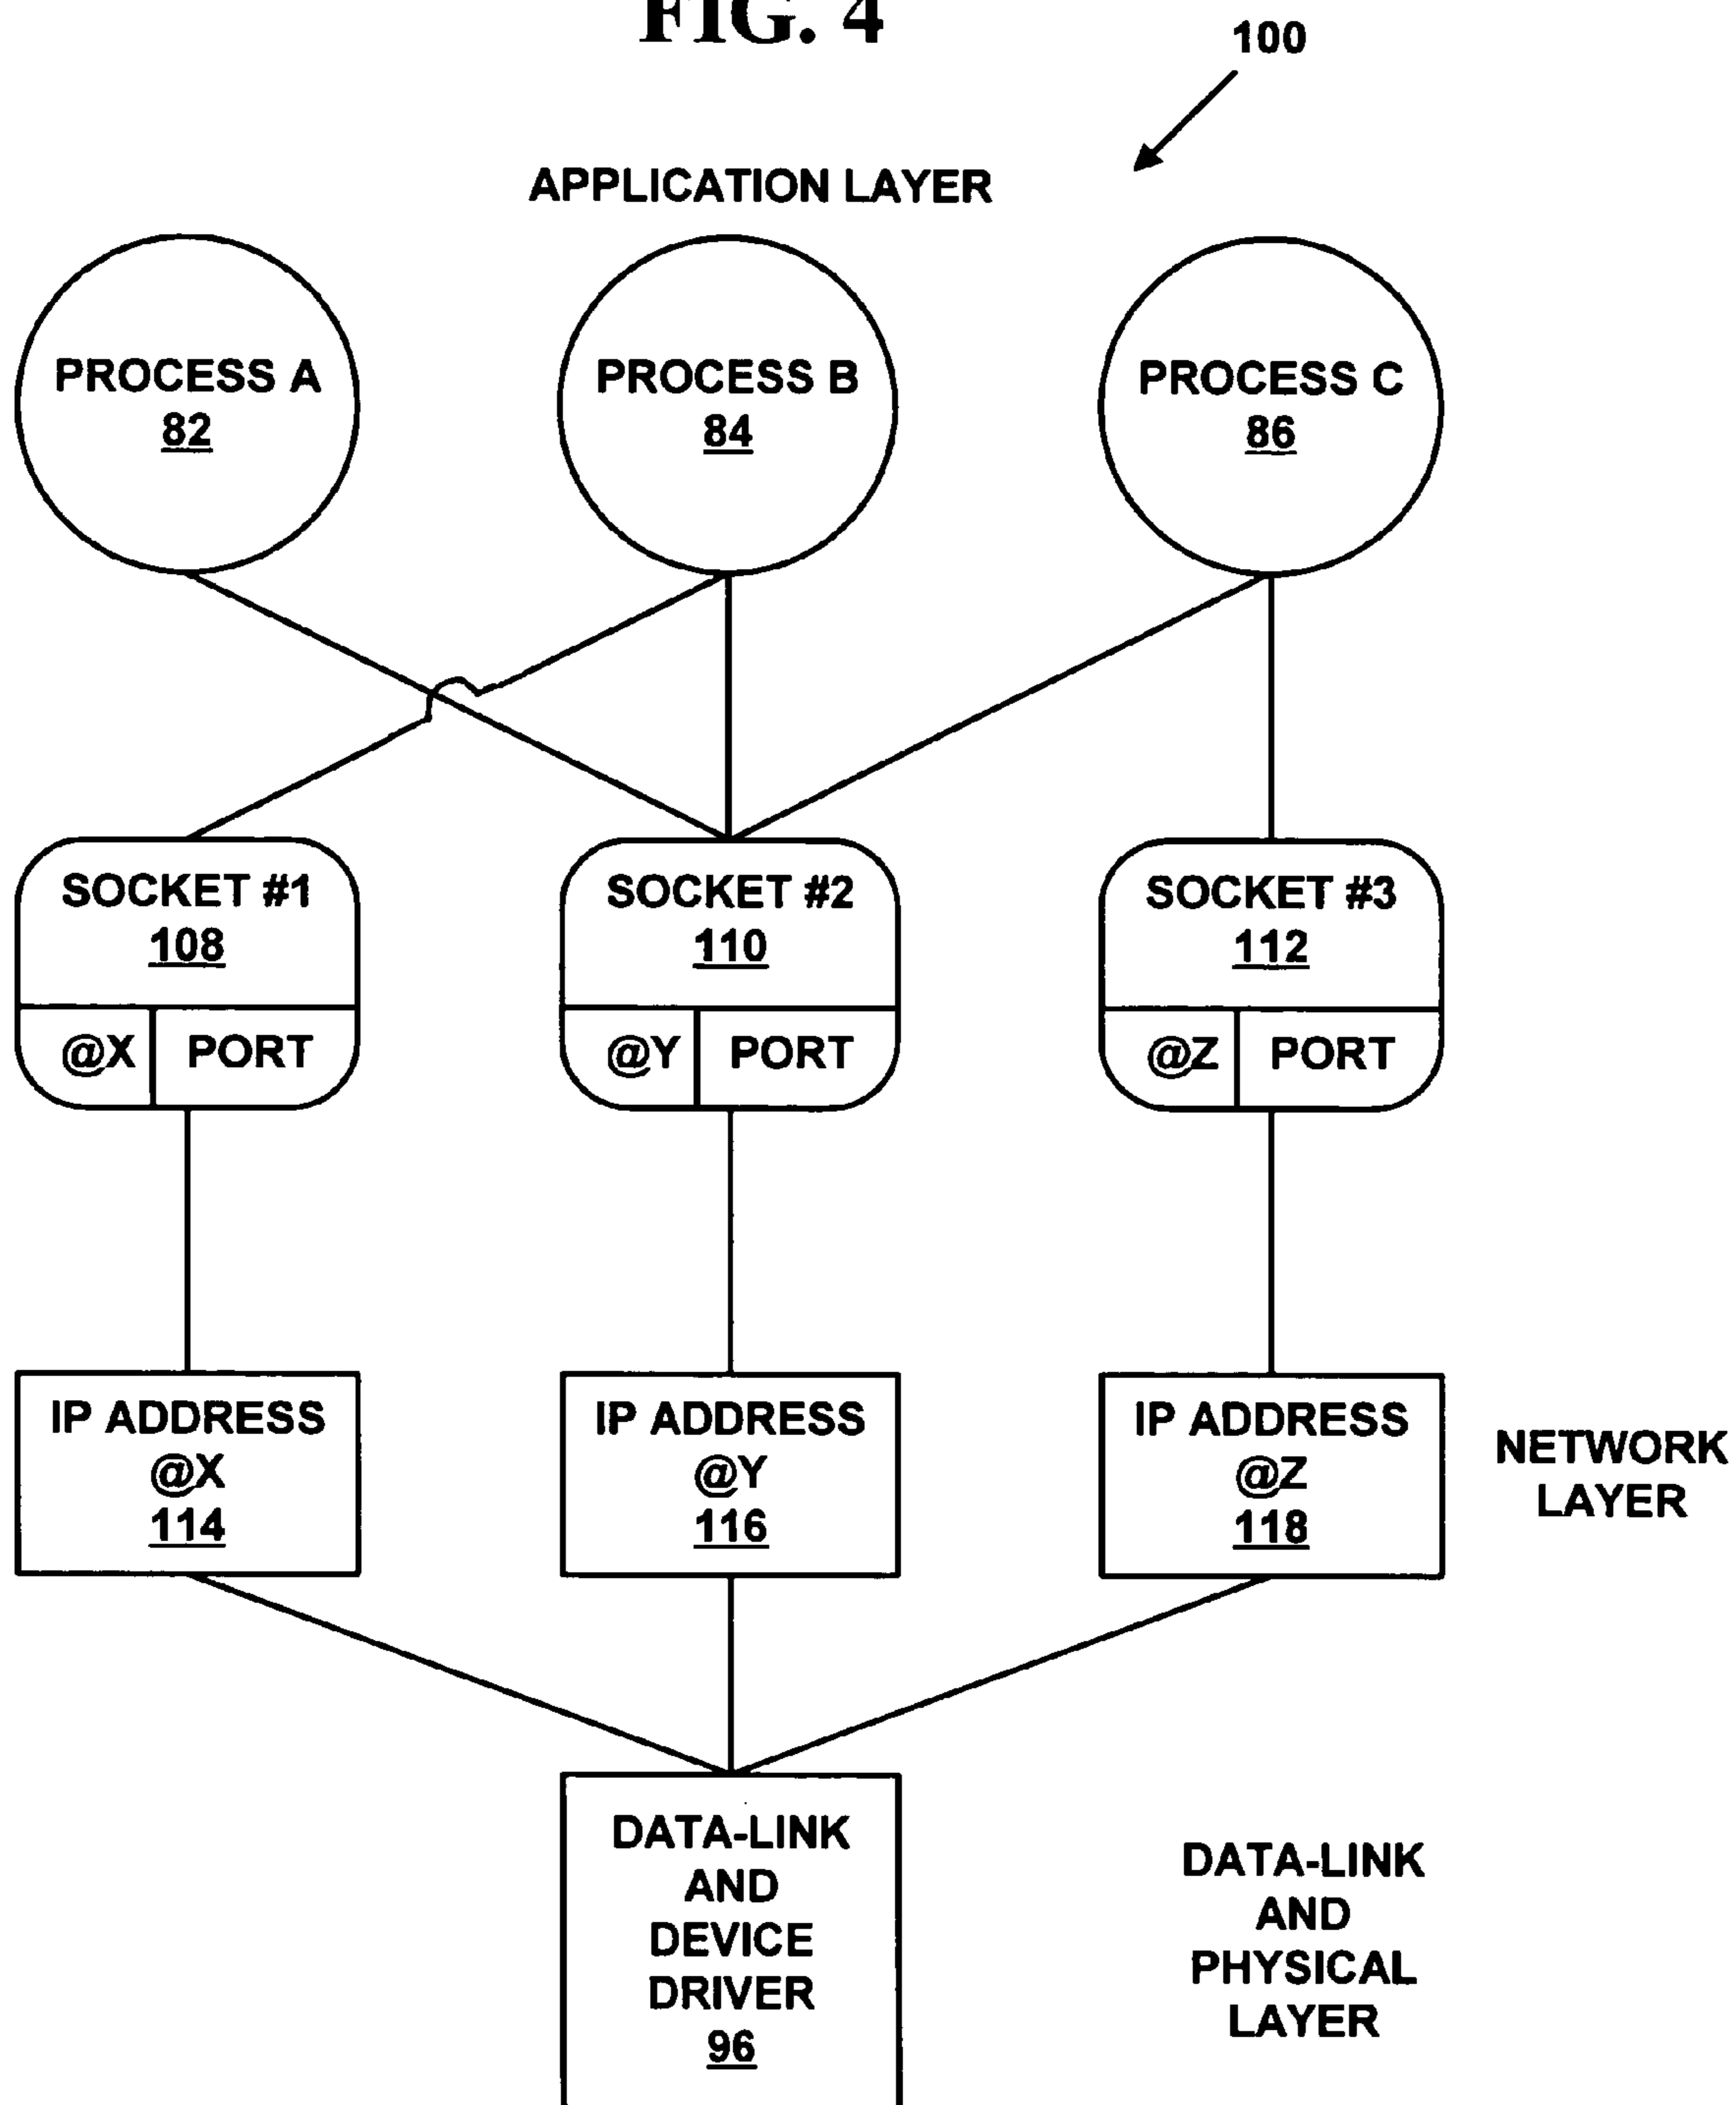 FIG. 4
100
APPLICATION LAYER
PROCESS A
82
PROCESS B
84
PROCESS C
86
SOCKET #1
108
@X
PORT
SOCKET #2
110
@Y
PORT
SOCKET #3
112
@Z
PORT
IP ADDRESS
@X
114
IP ADDRESS
@Y
116
IP ADDRESS
@Z
118
NETWORK
LAYER
DATA-LINK
AND
DEVICE
DRIVER
96
DATA-LINK
AND
PHYSICAL
LAYER